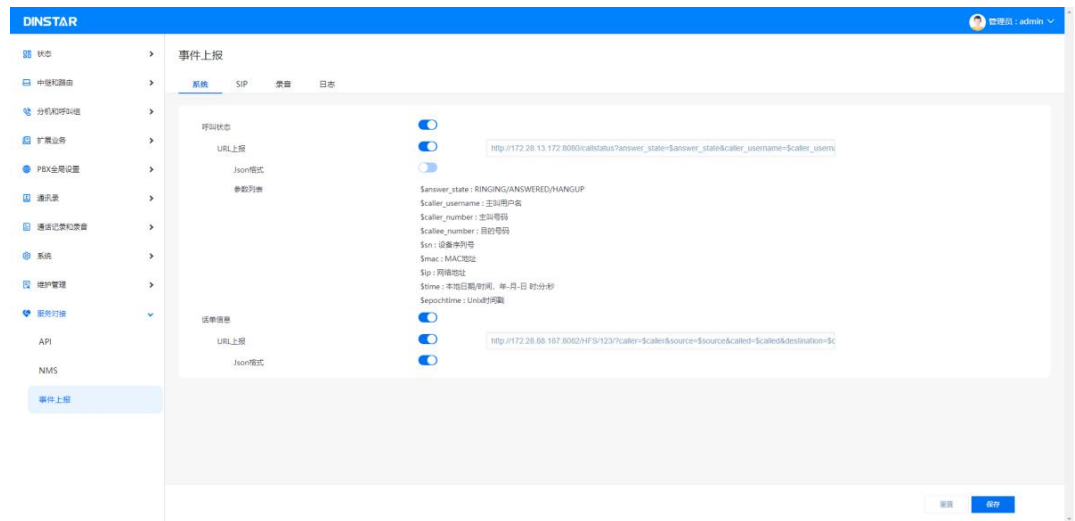 DINSTAR
管理员 : admin
状态
中继和路由
分机和呼叫组
扩展业务
PBX全局设置
通讯录
通话记录和录音
系统
维护管理
服务对接
API
NMS
事件上报
事件上报
系统 SIP 录音 日志
呼叫状态
URL上报 http://172.28.13.172:8080/callstatus?answer_state=$answer_state&caller_username=$caller_userna
Json格式
参数列表 $answer_state : RINGING/ANSWERED/HANGUP
$caller_username : 主叫用户名
$caller_number : 主叫号码
$callee_number : 目的号码
$sn : 设备序列号
$mac : MAC地址
$ip : 网络地址
$time : 本地日期/时间, 年-月-日 时:分:秒
$epochtime : Unix时间戳
话单信息
URL上报 http://172.28.88.187:8082/HFS/123/?caller=$caller&source=$source&called=$called&destination=$c
Json格式
重置 保存